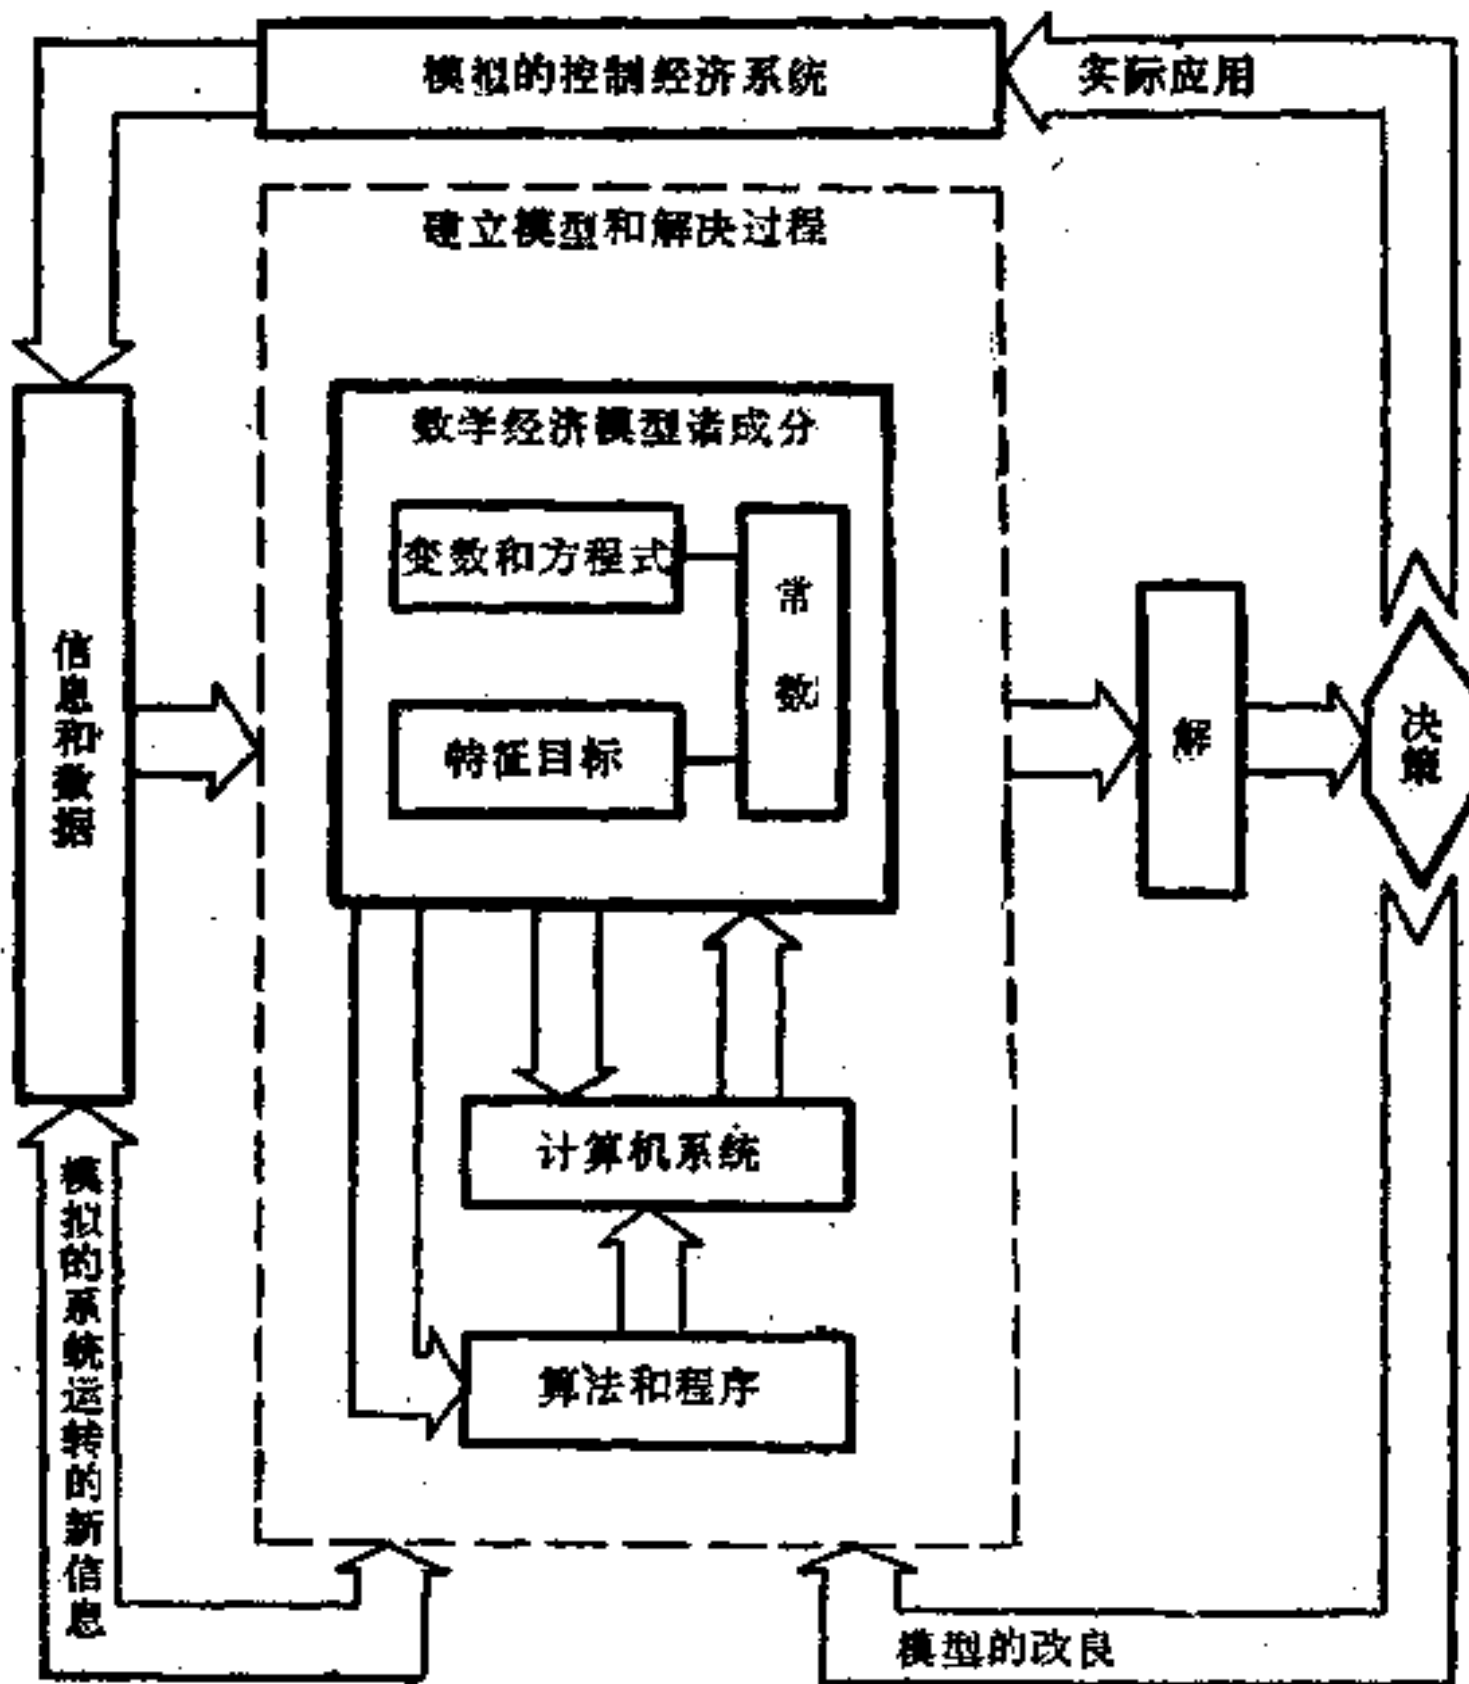 模拟的控制经济系统
实际应用
建立模型和解决过程
数学经济模型诸成分
变数和方程式
常数
特征目标
信息和数据
解
决策
计算机系统
算法和程序
模拟的系统运转的新信息
模型的改良